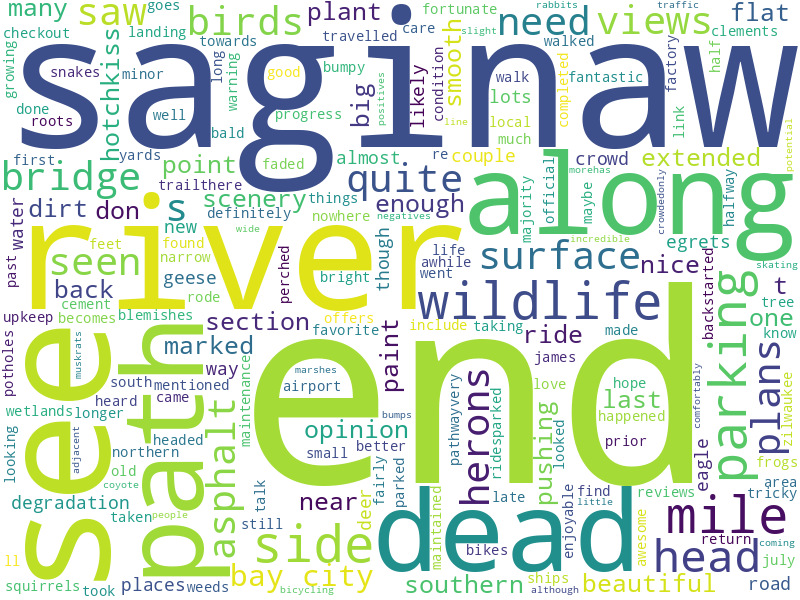 many
saw
goes
birds
plant
travelled
care
fortunate
need
rabbits
views
traffic
slight
flat
checkout
landing
towards
walked
clements
growing
saginaw
snakes
minor
hotchkiss
long
warning
good
bumpy
positives
likely
condition
walk
smooth
fantastic
completed
factory
half
done
roots
well
bald
progress
big
line
lots
local
much
link
potential
first
yards
point
faded
almost
re
couple
crowd
extended
bridge
trailthere
quite
along
majority
official
morehas
maybe
crowdedonly
halfway
dirt
don
s
scenery
definitely
things
nowhere
enough
water
past
new
negatives
egrets
river
feet
found
narrow
wide
perched
though
life
awhile
went
surface
incredible
nice
skating
seen
geese
bright
back
cement
rode
wildlife
backstarted
t
tree
upkeep
becomes
blemishes
section
offers
favorite
include
taking
ride
made
parking
one
know
potholes
see
path
marked
way
paint
james
plans
muskrats
south
mentioned
airport
marshes
end
love
hope
last
comfortably
zilwaukee
wetlands
longer
heard
came
asphalt
maintenance
opinion
herons
pathwayvery
ridesparked
pushing
happened
looked
prior
eagle
frogs
looking
adjacent
northern
headed
small
better
bumps
degradation
old
coyote
taken
near
talk
deer
fairly
parked
late
find
reviews
area
tricky
people
still
side
dead
maintained
enjoyable
little
awesome
mile
return
coming
ll
squirrels
took
places
weeds
bay city
bicycling
southern
ships
bikes
although
beautiful
head
july
road